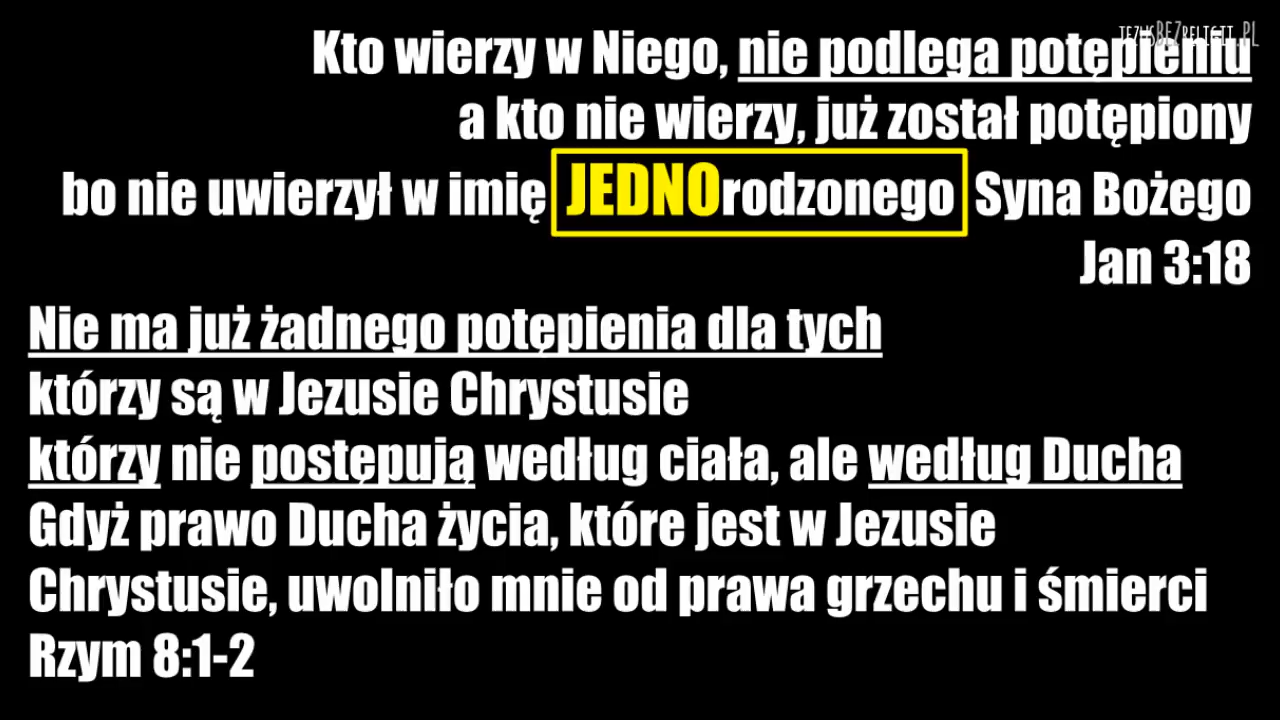 JEZUSBEZRELIGII.PL
Kto wierzy w Niego, nie podlega potępieniu
a kto nie wierzy, już został potępiony
bo nie uwierzył w imię JEDNOrodzonego Syna Bożego
Jan 3:18
Nie ma już żadnego potępienia dla tych
którzy są w Jezusie Chrystusie
którzy nie postępują według ciała, ale według Ducha
Gdyż prawo Ducha życia, które jest w Jezusie
Chrystusie, uwolniło mnie od prawa grzechu i śmierci
Rzym 8:1-2